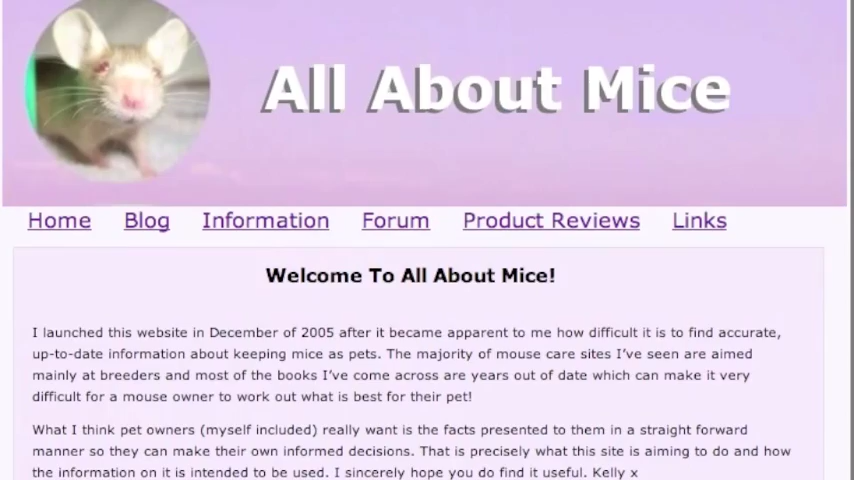 All About Mice
Home Blog Information Forum Product Reviews Links
Welcome To All About Mice!
I launched this website in December of 2005 after it became apparent to me how difficult it is to find accurate,
up-to-date information about keeping mice as pets. The majority of mouse care sites I've seen are aimed
mainly at breeders and most of the books I've come across are years out of date which can make it very
difficult for a mouse owner to work out what is best for their pet!
What I think pet owners (myself included) really want is the facts presented to them in a straight forward
manner so they can make their own informed decisions. That is precisely what this site is aiming to do and how
the information on it is intended to be used. I sincerely hope you do find it useful. Kelly x